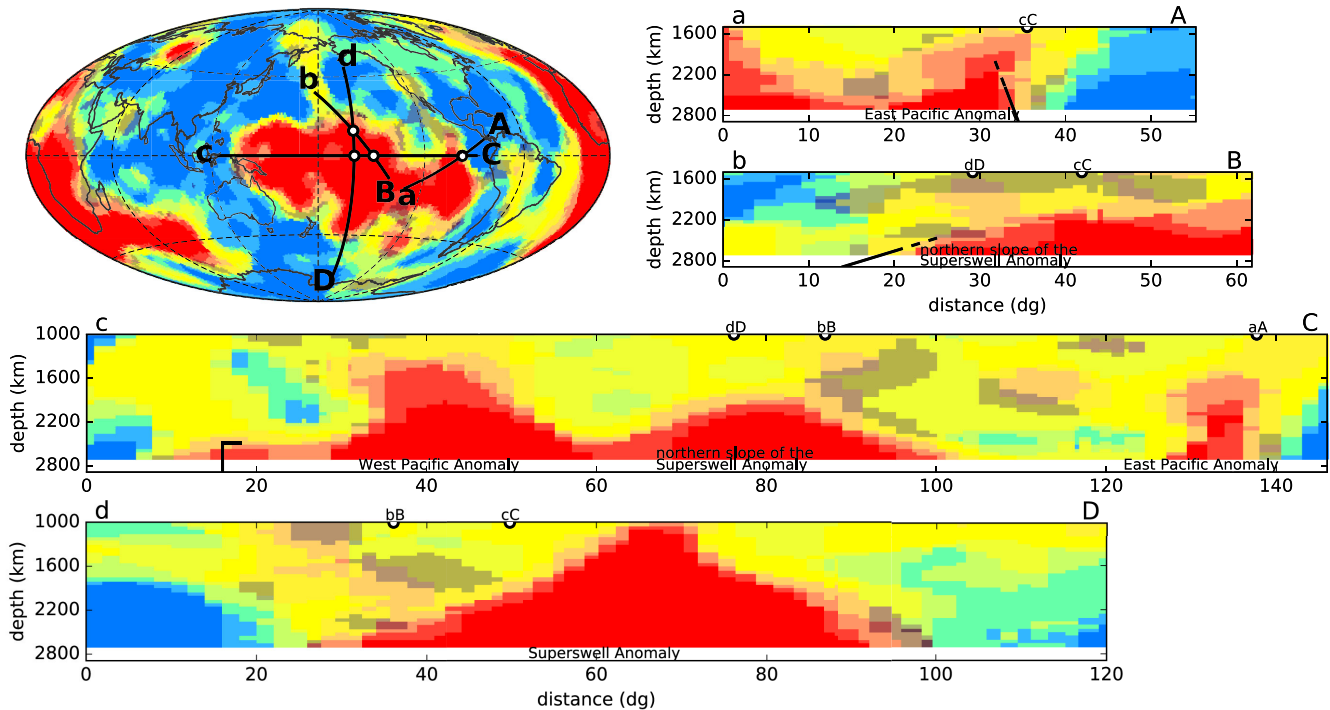 d
b
c
A
C
B
a
D
a
cC
A
depth (km)
1600
2200
2800
East Pacific Anomaly
0
10
20
30
40
50
b
dD
cC
B
depth (km)
1600
2200
2800
northern slope of the
Superswell Anomaly
0
10
20
30
40
50
60
distance (dg)
c
dD
bB
aA
C
depth (km)
1000
1600
2200
2800
West Pacific Anomaly
northern slope of the
Superswell Anomaly
East Pacific Anomaly
0
20
40
60
80
100
120
140
d
bB
cC
D
depth (km)
1000
1600
2200
2800
Superswell Anomaly
0
20
40
60
80
100
120
distance (dg)